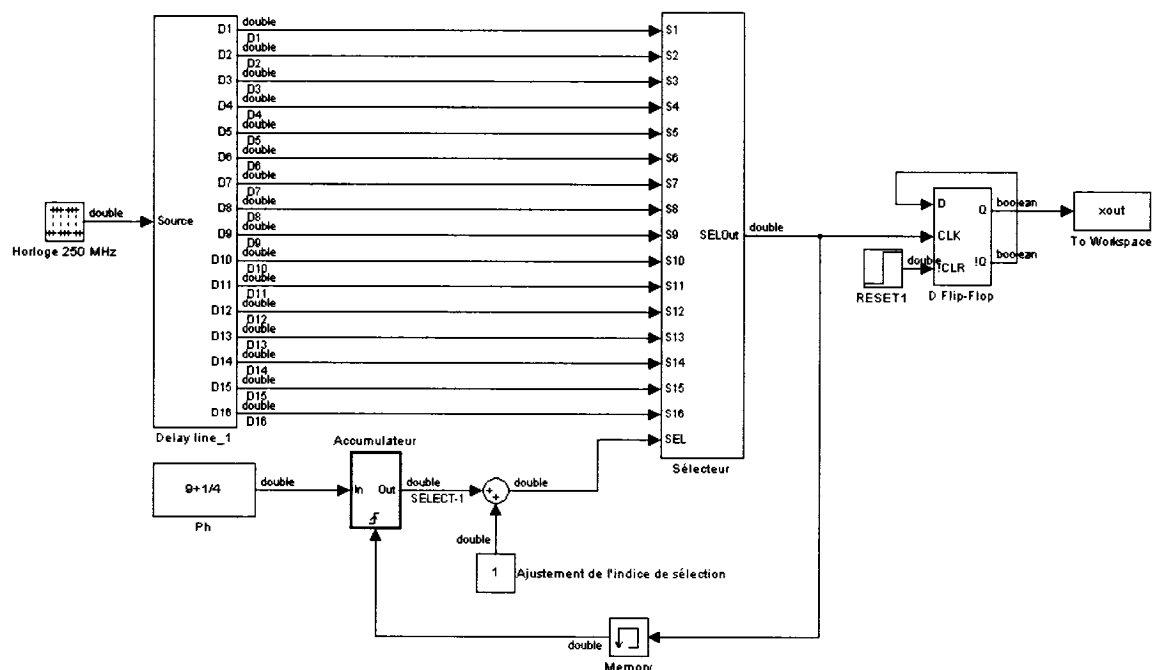 double
D1
S1
D1
double
D2
S2
D2
double
D3
S3
D3
double
D4
S4
D4
double
D5
S5
D5
double
D6
S6
D6
double
D7
S7
D7
double
D8
S8
D8
double
D9
S9
D9
double
D10
S10
D10
double
D11
S11
D11
double
D12
S12
D12
double
D13
S13
D13
double
D14
S14
D14
double
D15
S15
D15
double
D16
S16
D16
double
Source
Horloge 250 MHz
Delay line_1
SEL
SELOut
double
Sélecteur
D
Q
boolean
CLK
double
!CLR
!Q
boolean
RESET1
D Flip-Flop
xout
To Workspace
Accumulateur
9+1/4
Ph
double
In
Out
double
SELECT-1
+
+
double
double
1
Ajustement de l'indice de sélection
double
Memory